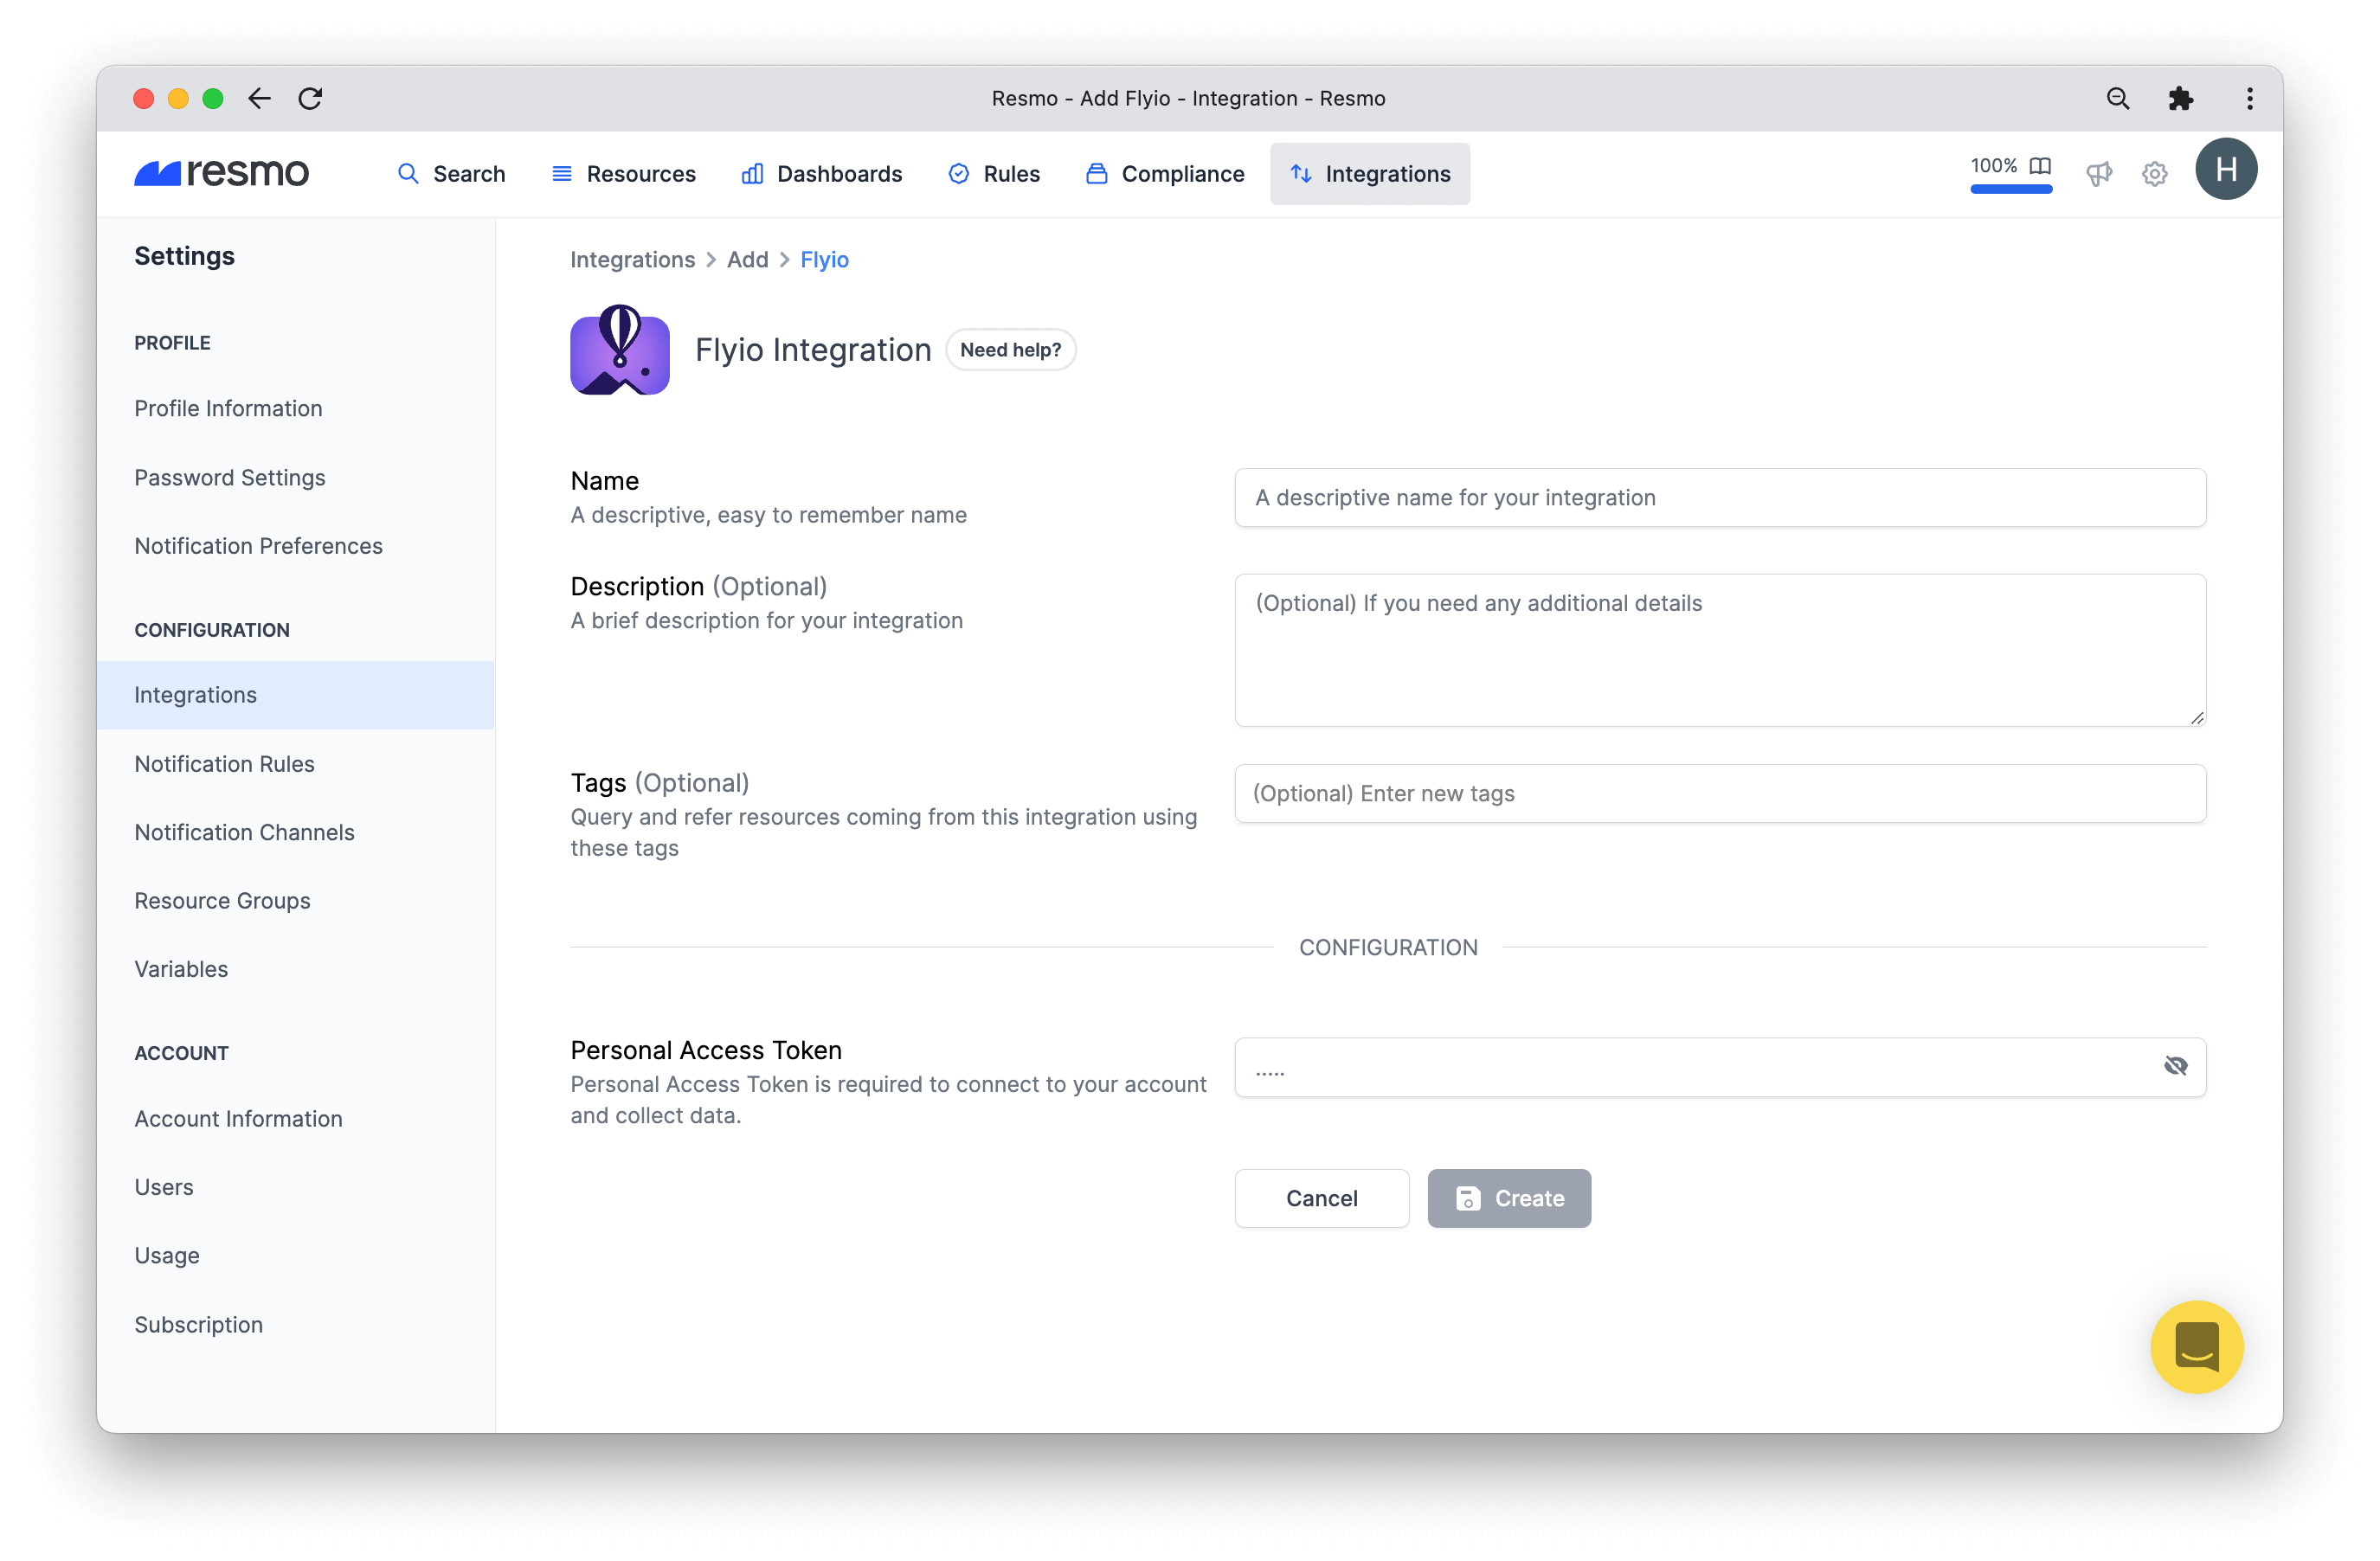 Resmo - Add Flyio - Integration - Resmo
resmo
Search
Resources
Dashboards
Rules
Compliance
Integrations
100%
H
Settings
PROFILE
Profile Information
Password Settings
Notification Preferences
CONFIGURATION
Integrations
Notification Rules
Notification Channels
Resource Groups
Variables
ACCOUNT
Account Information
Users
Usage
Subscription
Integrations > Add > Flyio
Flyio Integration
Need help?
Name
A descriptive, easy to remember name
A descriptive name for your integration
Description (Optional)
A brief description for your integration
(Optional) If you need any additional details
Tags (Optional)
Query and refer resources coming from this integration using
these tags
(Optional) Enter new tags
CONFIGURATION
Personal Access Token
Personal Access Token is required to connect to your account
and collect data.
.....
Cancel
Create